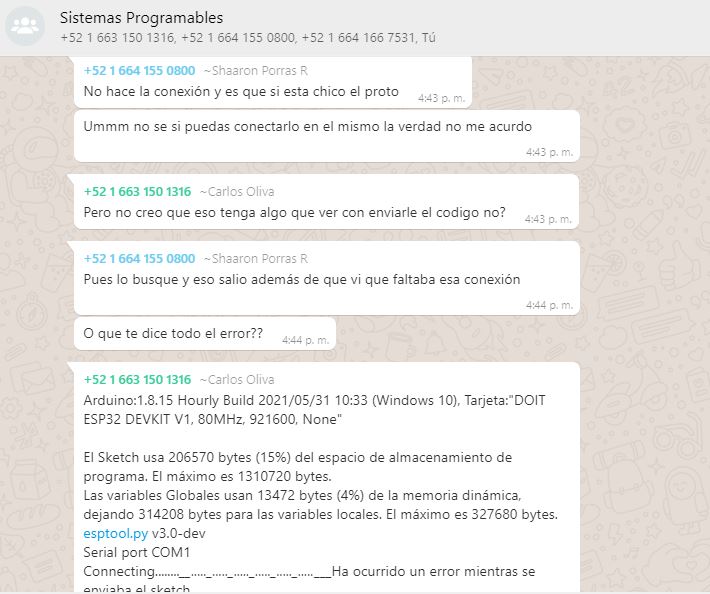 Sistemas Programables
+52 1 663 150 1316, +52 1 664 155 0800, +52 1 664 166 7531, Tú
+52 1 664 155 0800 ~Shaaron Porras R
No hace la conexión y es que si esta chico el proto
4:43 p. m.
Ummm no se si puedas conectarlo en el mismo la verdad no me acurdo
4:43 p. m.
+52 1 663 150 1316 ~Carlos Oliva
Pero no creo que eso tenga algo que ver con enviarle el codigo no?
4:43 p. m.
+52 1 664 155 0800 ~Shaaron Porras R
Pues lo busque y eso salio además de que vi que faltaba esa conexión
4:44 p. m.
O que te dice todo el error??
4:44 p. m.
+52 1 663 150 1316 ~Carlos Oliva
Arduino:1.8.15 Hourly Build 2021/05/31 10:33 (Windows 10), Tarjeta:"DOIT
ESP32 DEVKIT V1, 80MHz, 921600, None"
El Sketch usa 206570 bytes (15%) del espacio de almacenamiento de
programa. El máximo es 1310720 bytes.
Las variables Globales usan 13472 bytes (4%) de la memoria dinámica,
dejando 314208 bytes para las variables locales. El máximo es 327680 bytes.
esptool.py v3.0-dev
Serial port COM1
Connecting........__....._____....._____....._____....._____....._____.....___Ha ocurrido un error mientras se
enviaba el sketch